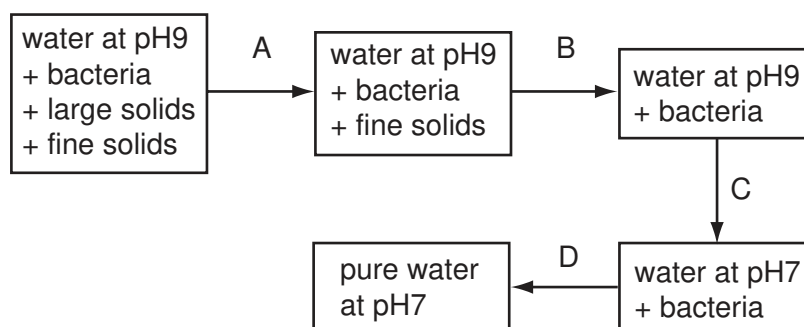 water at pH9
+ bacteria
+ large solids
+ fine solids
A
water at pH9
+ bacteria
+ fine solids
B
water at pH9
+ bacteria
C
water at pH7
+ bacteria
D
pure water
at pH7